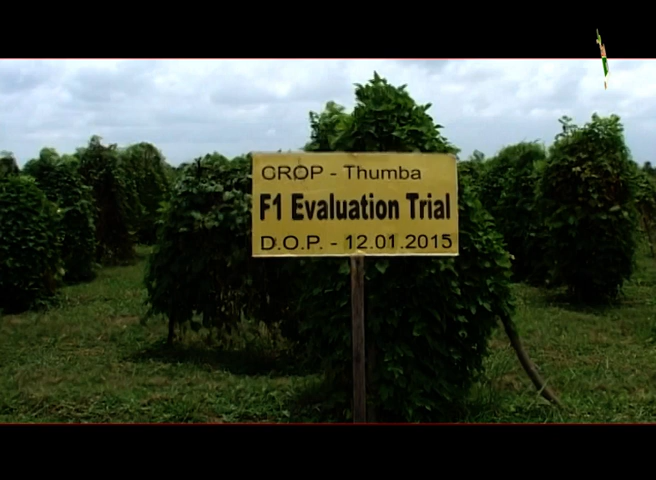 CROP - Thumba
F1 Evaluation Trial
D.O.P. - 12.01.2015